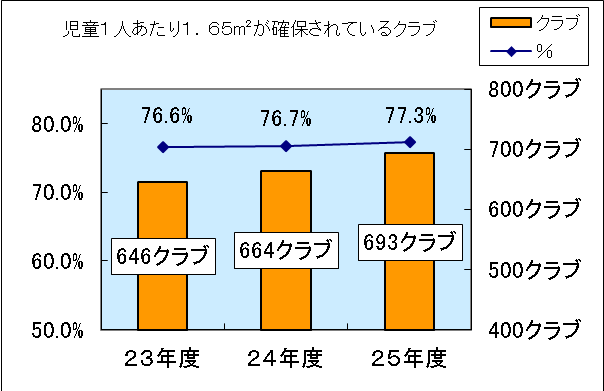 児童1人あたり1．65㎡が確保されているクラブ
クラブ
％
800クラブ
700クラブ
600クラブ
500クラブ
400クラブ
80.0%
70.0%
60.0%
50.0%
76.6%
76.7%
77.3%
646クラブ
664クラブ
693クラブ
23年度
24年度
25年度